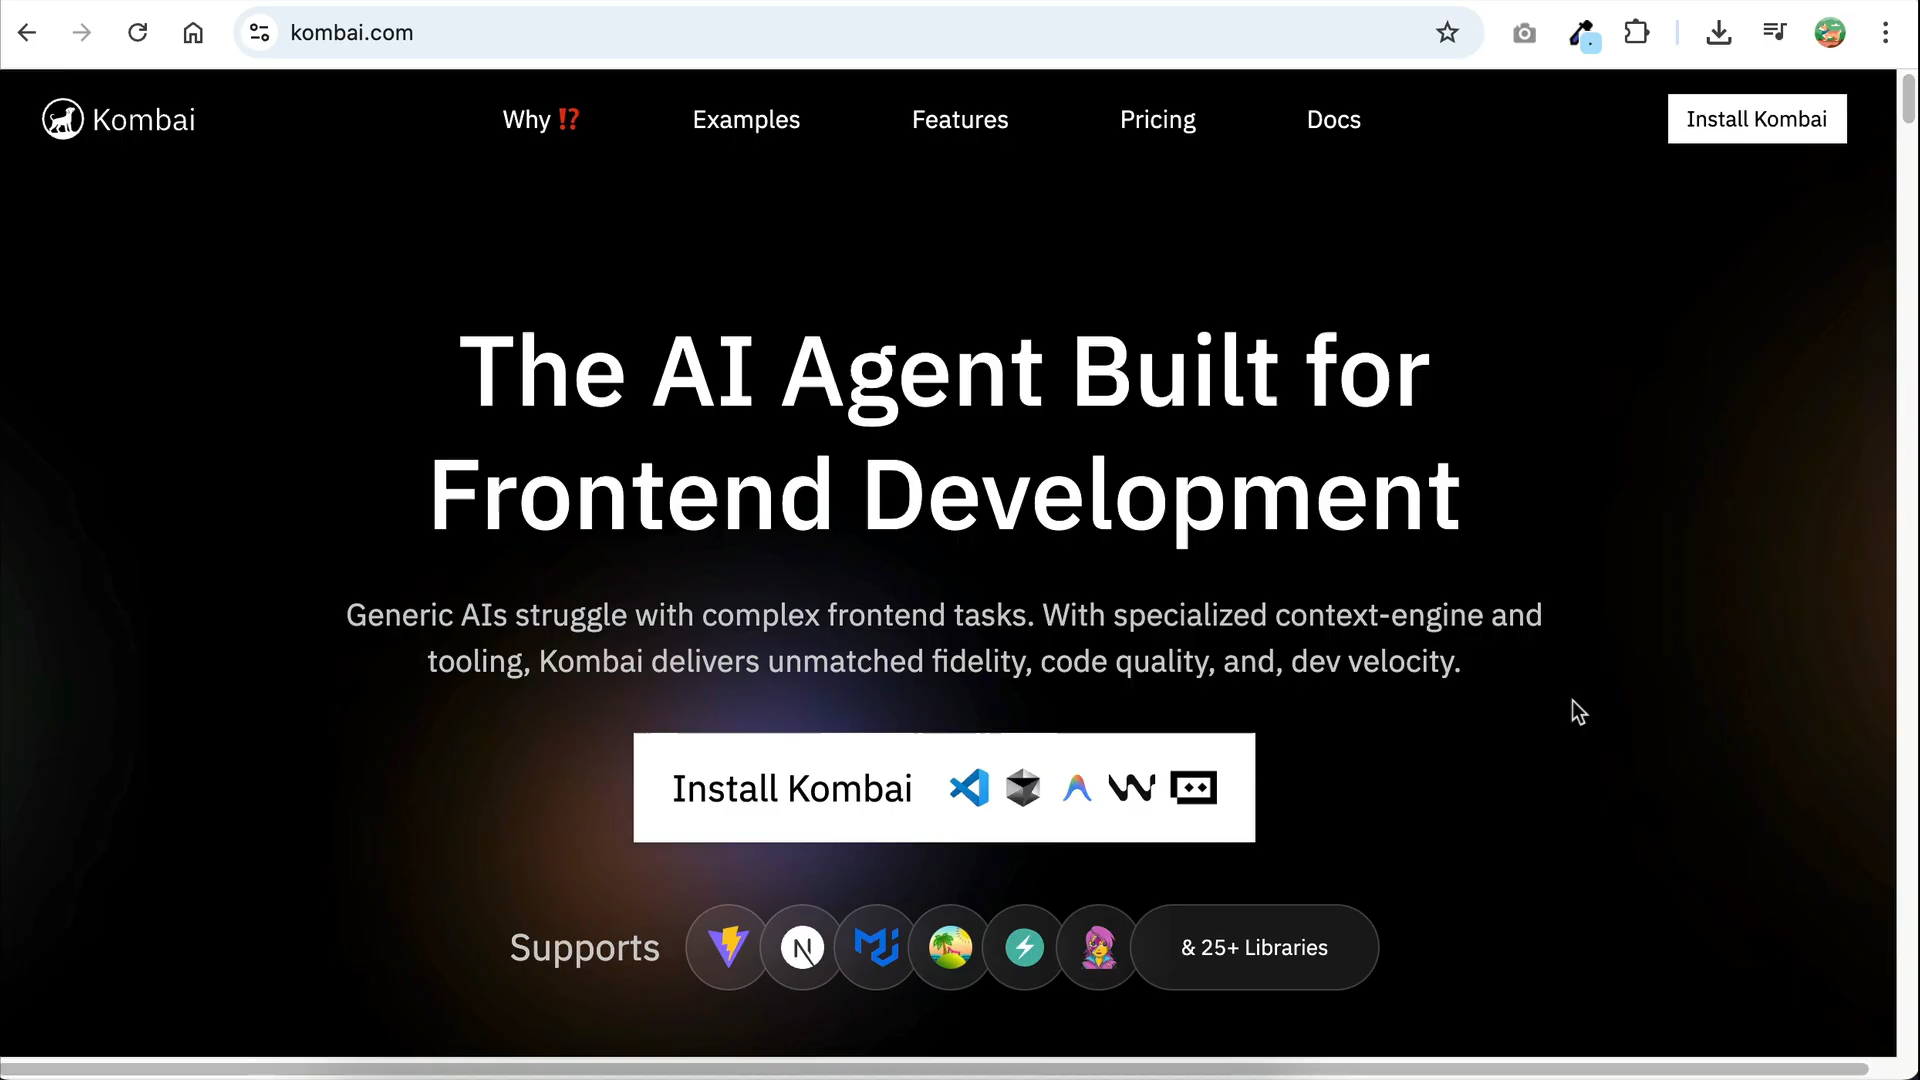 kombai.com
Kombai
Why ⁉
Examples
Features
Pricing
Docs
Install Kombai
The AI Agent Built for
Frontend Development
Generic AIs struggle with complex frontend tasks. With specialized context-engine and
tooling, Kombai delivers unmatched fidelity, code quality, and, dev velocity.
Install Kombai
Supports
N
& 25+ Libraries